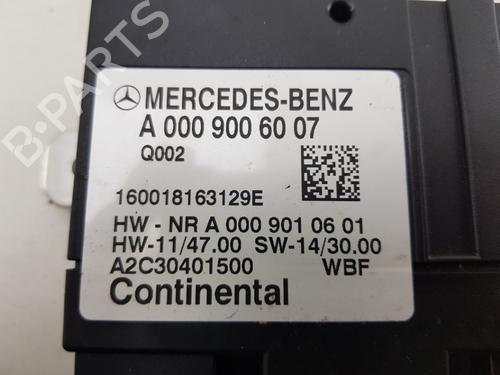 MERCEDES-BENZ
A 000 900 60 07
Q002
160018163129E
HW - NR A 000 901 06 01
HW-11/47.00 SW-14/30.00
A2C30401500 WBF
Continental
B-PARTS